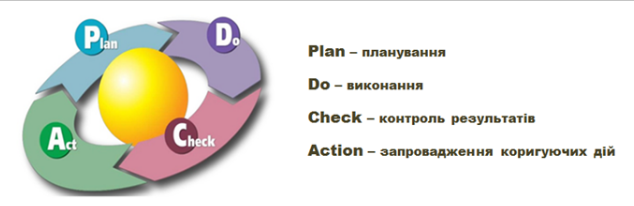 Plan
Do
Act
Check
Plan – планування
Do – виконання
Check – контроль результатів
Action – запровадження коригуючих дій